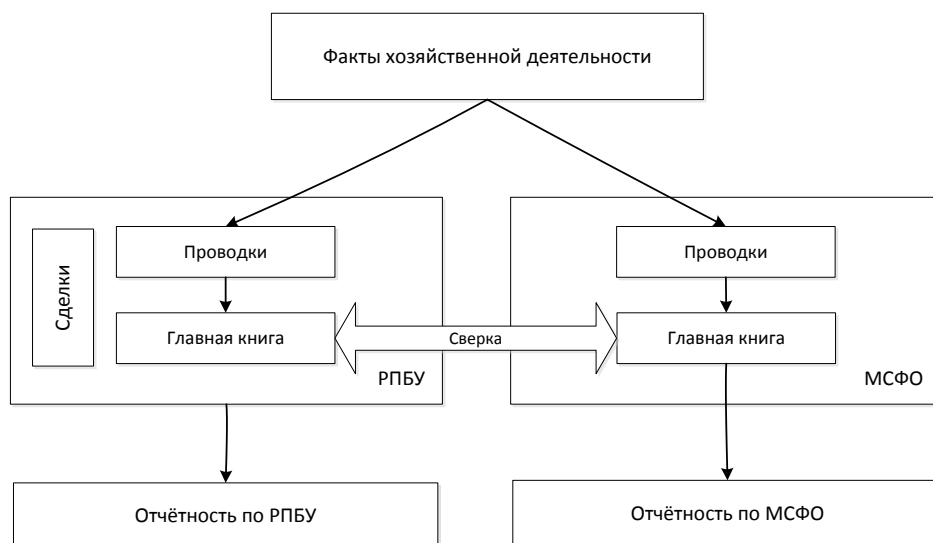 Факты хозяйственной деятельности
Сделки
Проводки
Главная книга
РПБУ
Сверка
Проводки
Главная книга
МСФО
Отчётность по РПБУ
Отчётность по МСФО